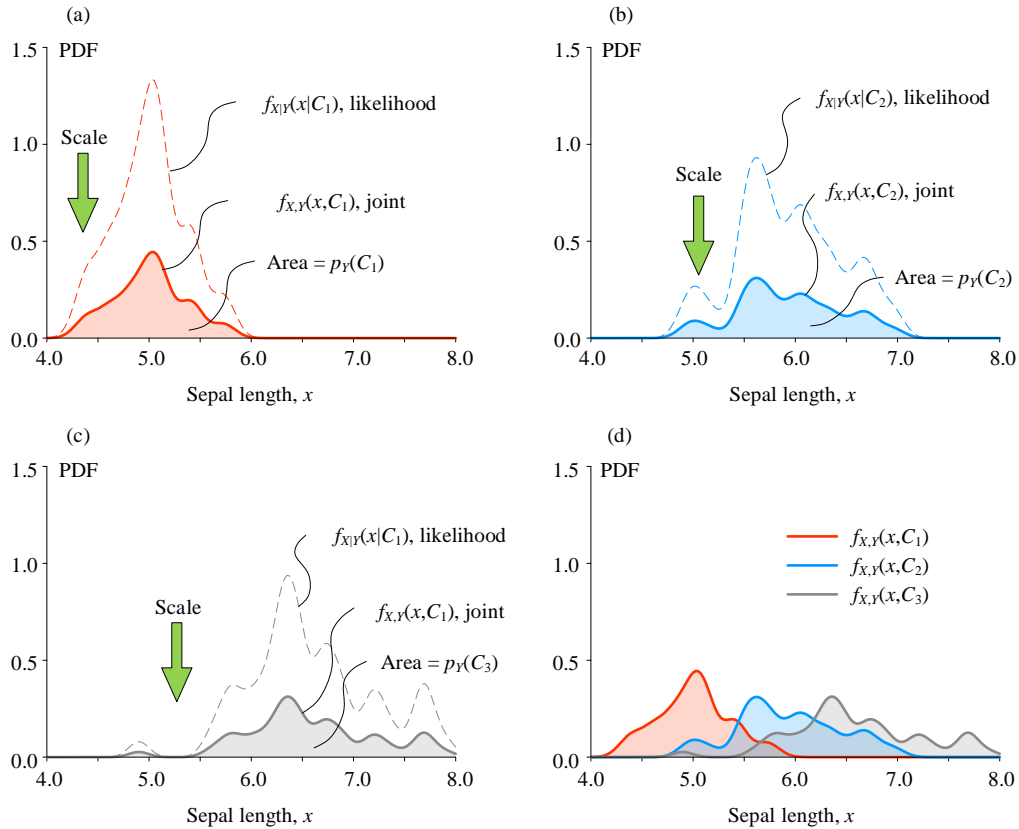 (a)
PDF
1.5
1.0
0.5
0.0
4.0 5.0 6.0 7.0 8.0
Sepal length, x
Scale
f_{X|Y}(x|C_1), likelihood
f_{X,Y}(x,C_1), joint
Area = p_Y(C_1)
(b)
PDF
1.5
1.0
0.5
0.0
4.0 5.0 6.0 7.0 8.0
Sepal length, x
Scale
f_{X|Y}(x|C_2), likelihood
f_{X,Y}(x,C_2), joint
Area = p_Y(C_2)
(c)
PDF
1.5
1.0
0.5
0.0
4.0 5.0 6.0 7.0 8.0
Sepal length, x
Scale
f_{X|Y}(x|C_1), likelihood
f_{X,Y}(x,C_1), joint
Area = p_Y(C_3)
(d)
PDF
1.5
1.0
0.5
0.0
4.0 5.0 6.0 7.0 8.0
Sepal length, x
f_{X,Y}(x,C_1)
f_{X,Y}(x,C_2)
f_{X,Y}(x,C_3)